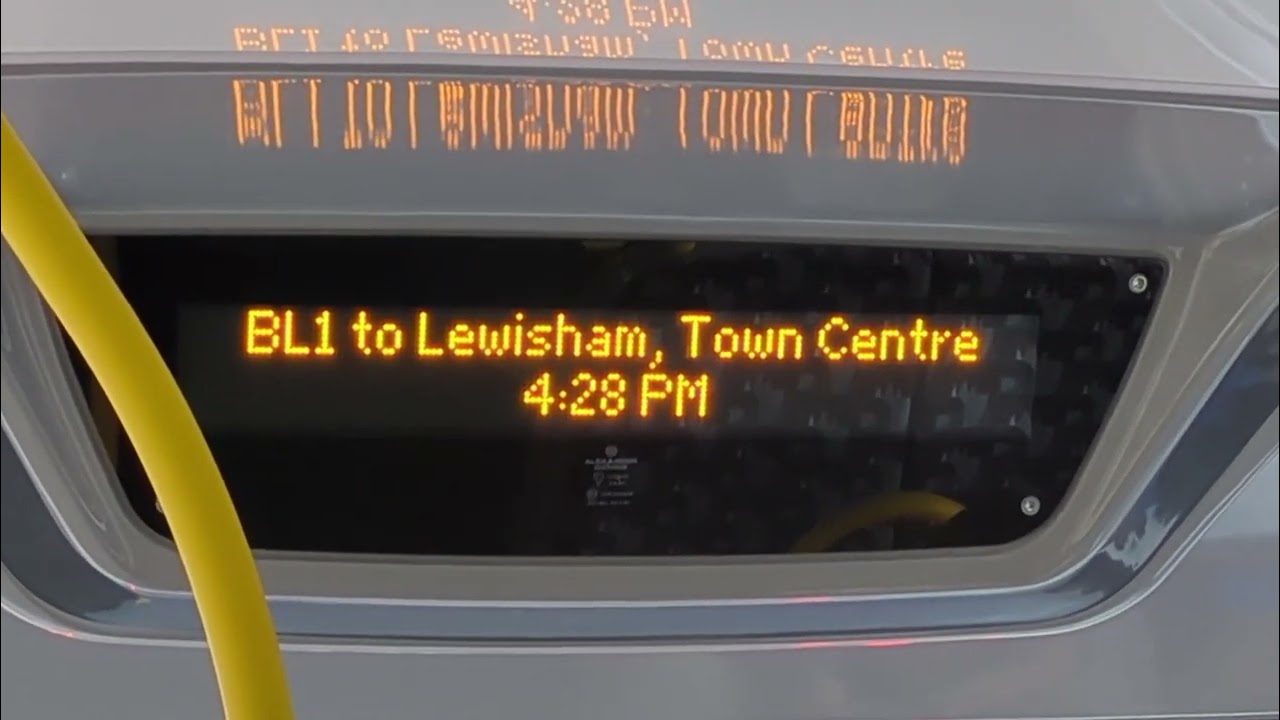 BL1 to Lewisham, Town Centre
4:28 PM